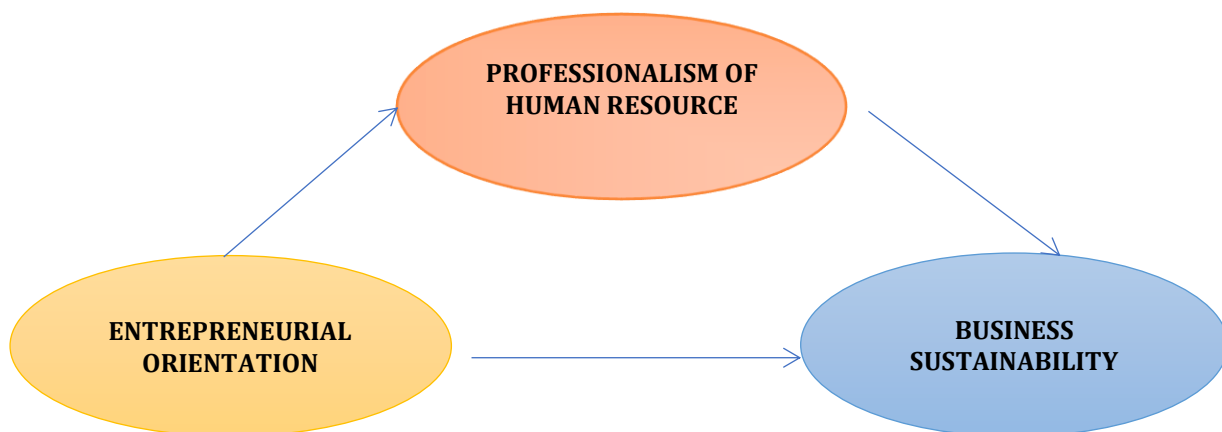 PROFESSIONALISM OF
HUMAN RESOURCE
ENTREPRENEURIAL
ORIENTATION
BUSINESS
SUSTAINABILITY